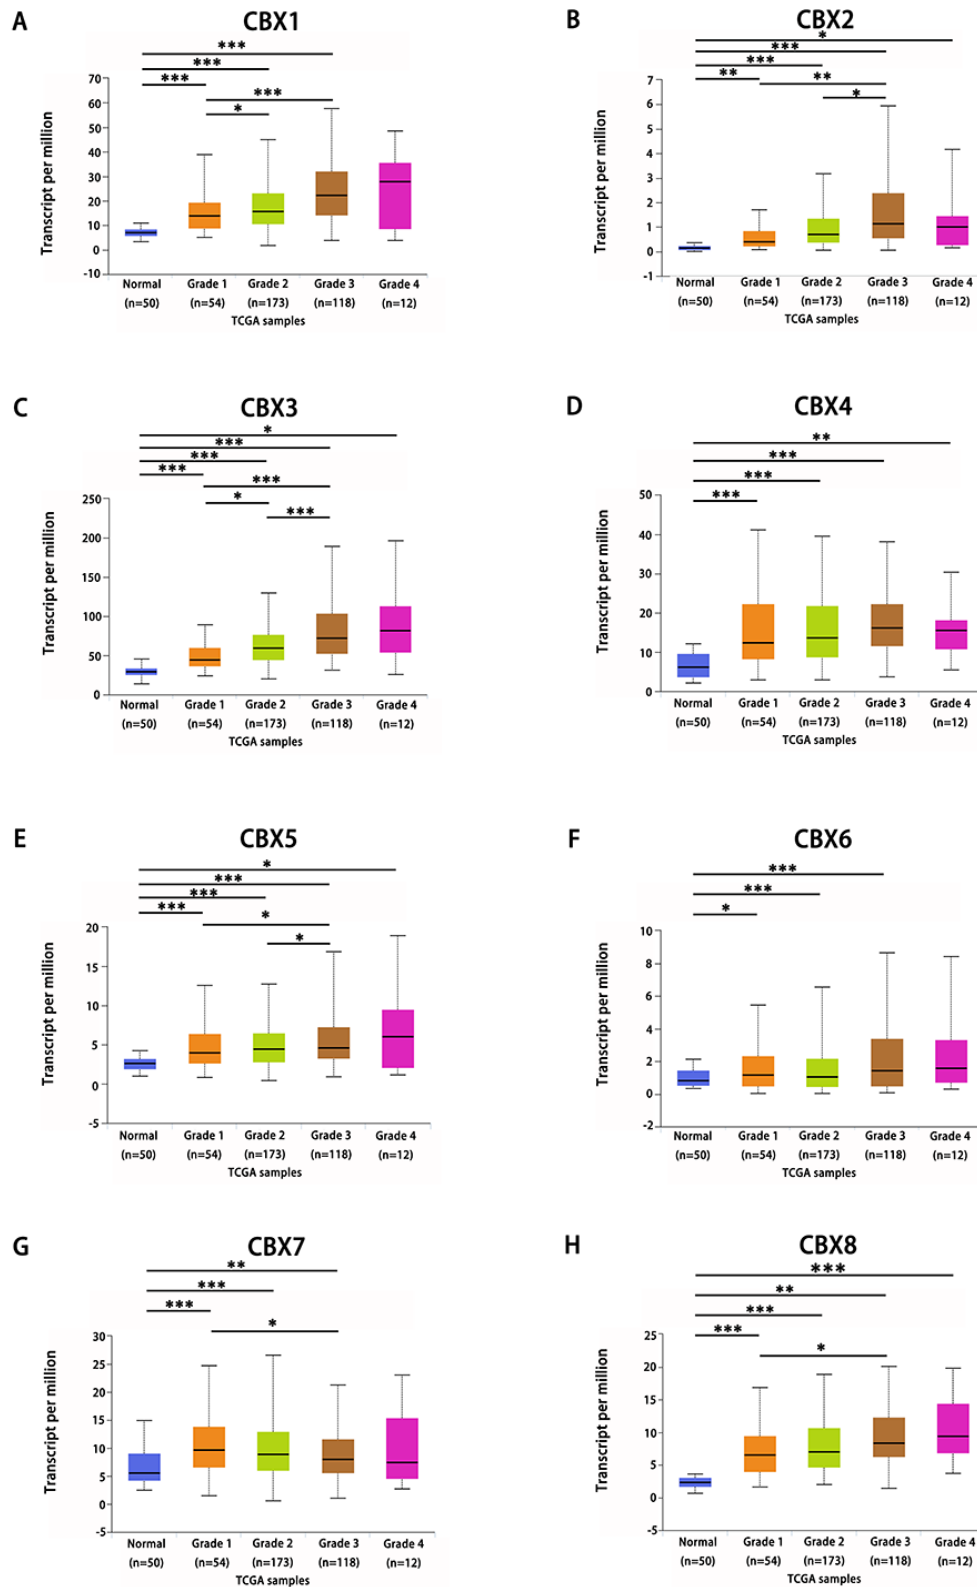 A
CBX1
***
***
***
***
*
Transcript per million
70
60
50
40
30
20
10
0
-10
Normal Grade 1 Grade 2 Grade 3 Grade 4
(n=50) (n=54) (n=173) (n=118) (n=12)
TCGA samples
B
CBX2
*
***
***
** **
*
Transcript per million
7
6
5
4
3
2
1
0
-1
Normal Grade 1 Grade 2 Grade 3 Grade 4
(n=50) (n=54) (n=173) (n=118) (n=12)
TCGA samples
C
CBX3
*
***
***
***
***
*
***
Transcript per million
250
200
150
100
50
0
Normal Grade 1 Grade 2 Grade 3 Grade 4
(n=50) (n=54) (n=173) (n=118) (n=12)
TCGA samples
D
CBX4
**
***
***
***
Transcript per million
50
40
30
20
10
0
Normal Grade 1 Grade 2 Grade 3 Grade 4
(n=50) (n=54) (n=173) (n=118) (n=12)
TCGA samples
E
CBX5
*
***
***
***
*
*
Transcript per million
20
15
10
5
0
-5
Normal Grade 1 Grade 2 Grade 3 Grade 4
(n=50) (n=54) (n=173) (n=118) (n=12)
TCGA samples
F
CBX6
***
***
*
Transcript per million
10
8
6
4
2
0
-2
Normal Grade 1 Grade 2 Grade 3 Grade 4
(n=50) (n=54) (n=173) (n=118) (n=12)
TCGA samples
G
CBX7
**
***
***
*
Transcript per million
30
25
20
15
10
5
0
-5
Normal Grade 1 Grade 2 Grade 3 Grade 4
(n=50) (n=54) (n=173) (n=118) (n=12)
TCGA samples
H
CBX8
***
**
***
***
*
Transcript per million
25
20
15
10
5
0
-5
Normal Grade 1 Grade 2 Grade 3 Grade 4
(n=50) (n=54) (n=173) (n=118) (n=12)
TCGA samples